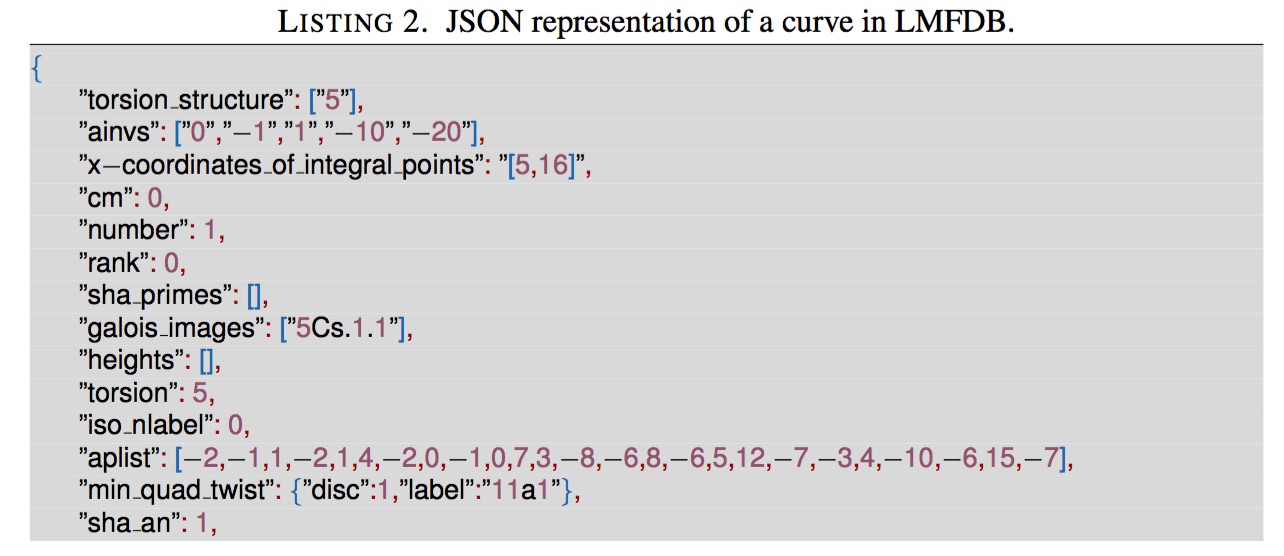 LISTING 2. JSON representation of a curve in LMFDB.
{
”torsion_structure”: [”5”],
”ainvs”: [”0”,”−1”,”1”,”−10”,”−20”],
”x−coordinates_of_integral_points”: ”[5,16]”,
”cm”: 0,
”number”: 1,
”rank”: 0,
”sha_primes”: [],
”galois_images”: [”5Cs.1.1”],
”heights”: [],
”torsion”: 5,
”iso_nlabel”: 0,
”aplist”: [−2,−1,1,−2,1,4,−2,0,−1,0,7,3,−8,−6,8,−6,5,12,−7,−3,4,−10,−6,15,−7],
”min_quad_twist”: {”disc”:1,”label”:”11a1”},
”sha_an”: 1,